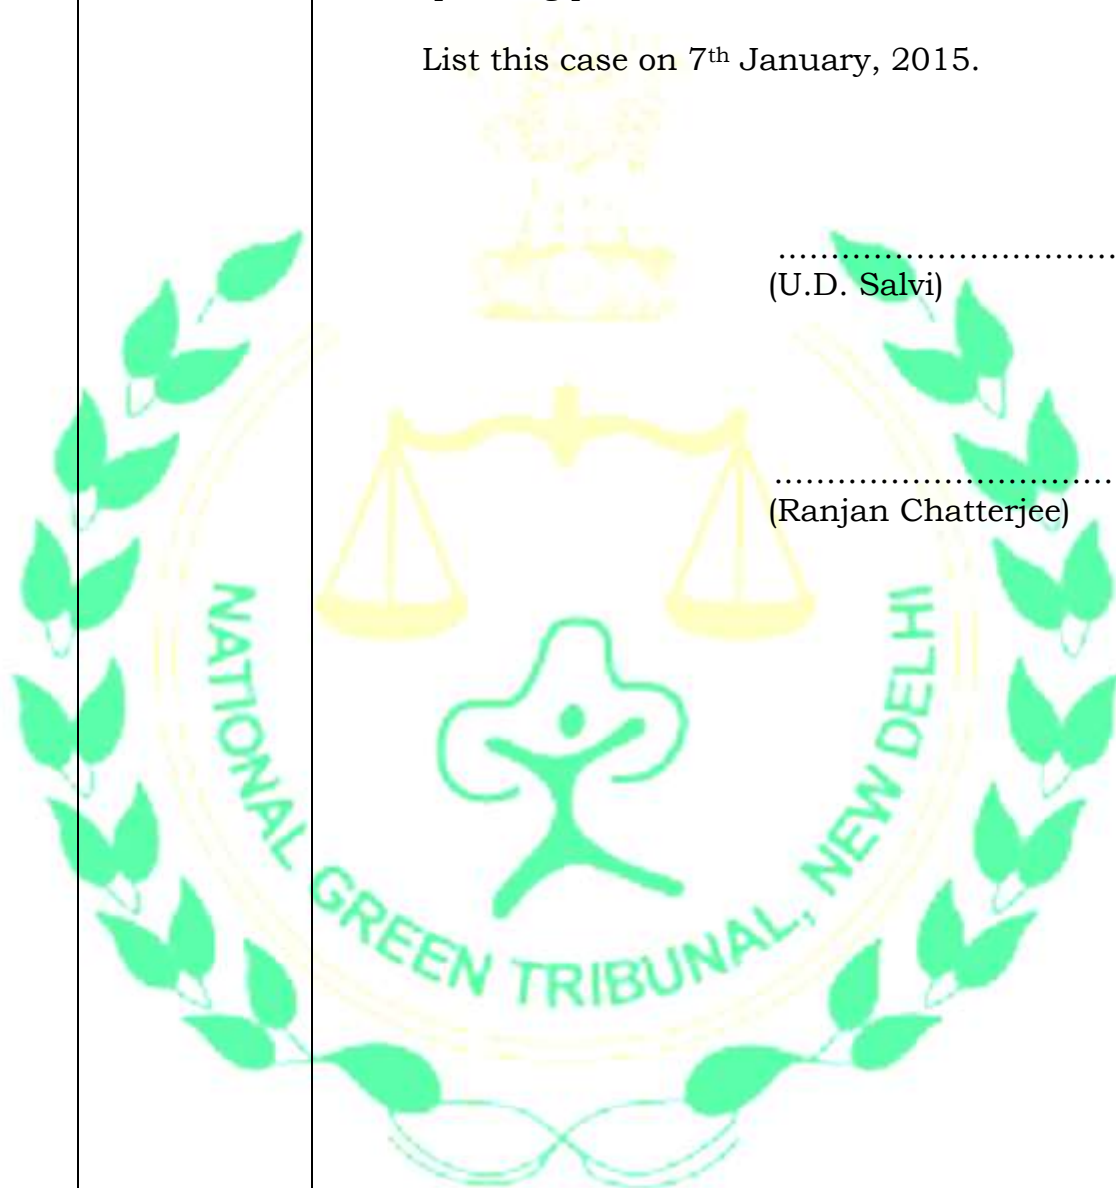 List this case on 7th January, 2015.
....................................
(U.D. Salvi)
....................................
(Ranjan Chatterjee)
NATIONAL GREEN TRIBUNAL, NEW DELHI